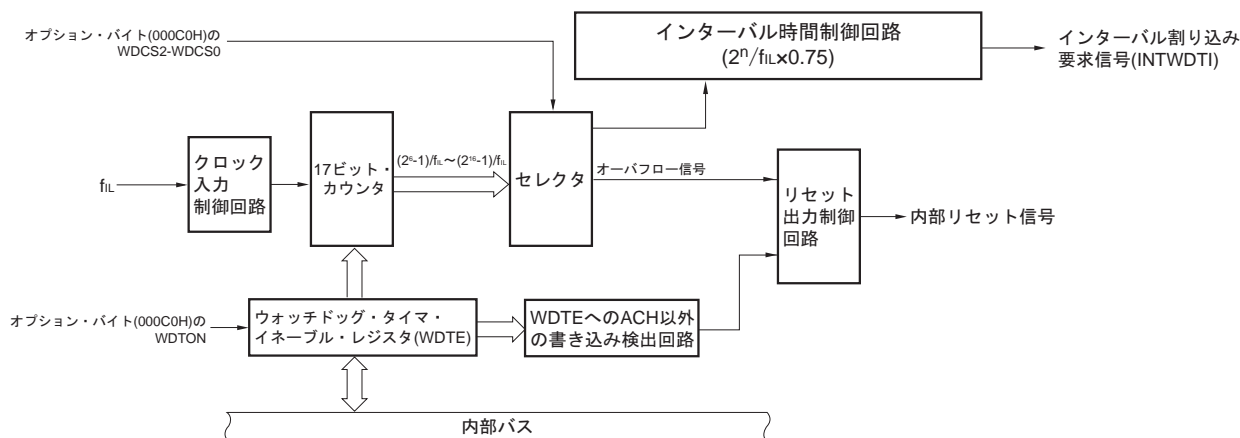 オプション・バイト(000C0H)の
WDCS2-WDCS0
インターバル時間制御回路
(2ⁿ/fIL×0.75)
インターバル割り込み
要求信号(INTWDTI)
fIL
クロック
入力
制御回路
17ビット・
カウンタ
(2⁶-1)/fIL～(2¹⁶-1)/fIL
セレクタ
オーバフロー信号
リセット
出力制御
回路
内部リセット信号
オプション・バイト(000C0H)の
WDTON
ウォッチドッグ・タイマ・
イネーブル・レジスタ(WDTE)
WDTEへのACH以外
の書き込み検出回路
内部バス